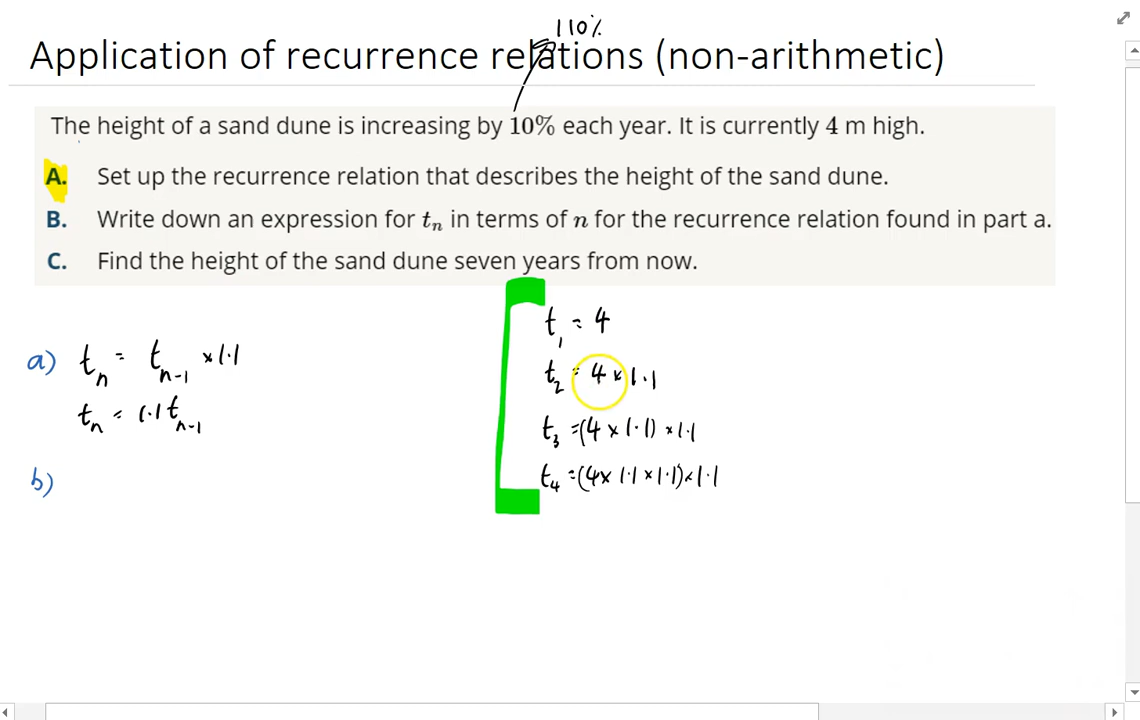 110%
Application of recurrence relations (non-arithmetic)
The height of a sand dune is increasing by 10% each year. It is currently 4 m high.
A. Set up the recurrence relation that describes the height of the sand dune.
B. Write down an expression for tₙ in terms of n for the recurrence relation found in part a.
C. Find the height of the sand dune seven years from now.
a) tₙ = tₙ₋₁ × 1.1
tₙ = 1.1 tₙ₋₁
b)
t₁ = 4
t₂ = 4 × 1.1
t₃ = (4 × 1.1) × 1.1
t₄ = (4 × 1.1 × 1.1) × 1.1